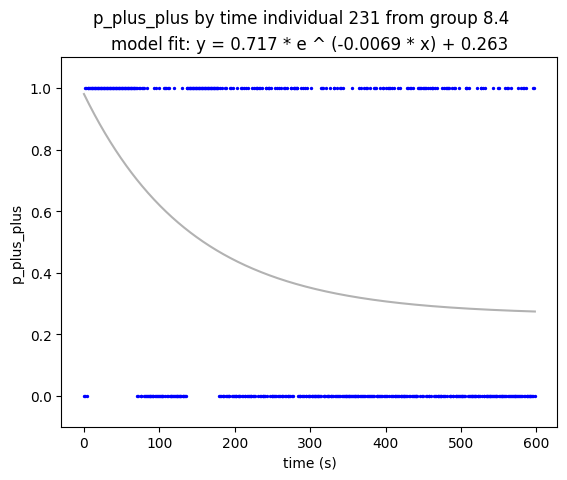 p_plus_plus by time individual 231 from group 8.4
model fit: y = 0.717 * e ^ (-0.0069 * x) + 0.263
1.0
0.8
0.6
0.4
0.2
0.0
p_plus_plus
0 100 200 300 400 500 600
time (s)